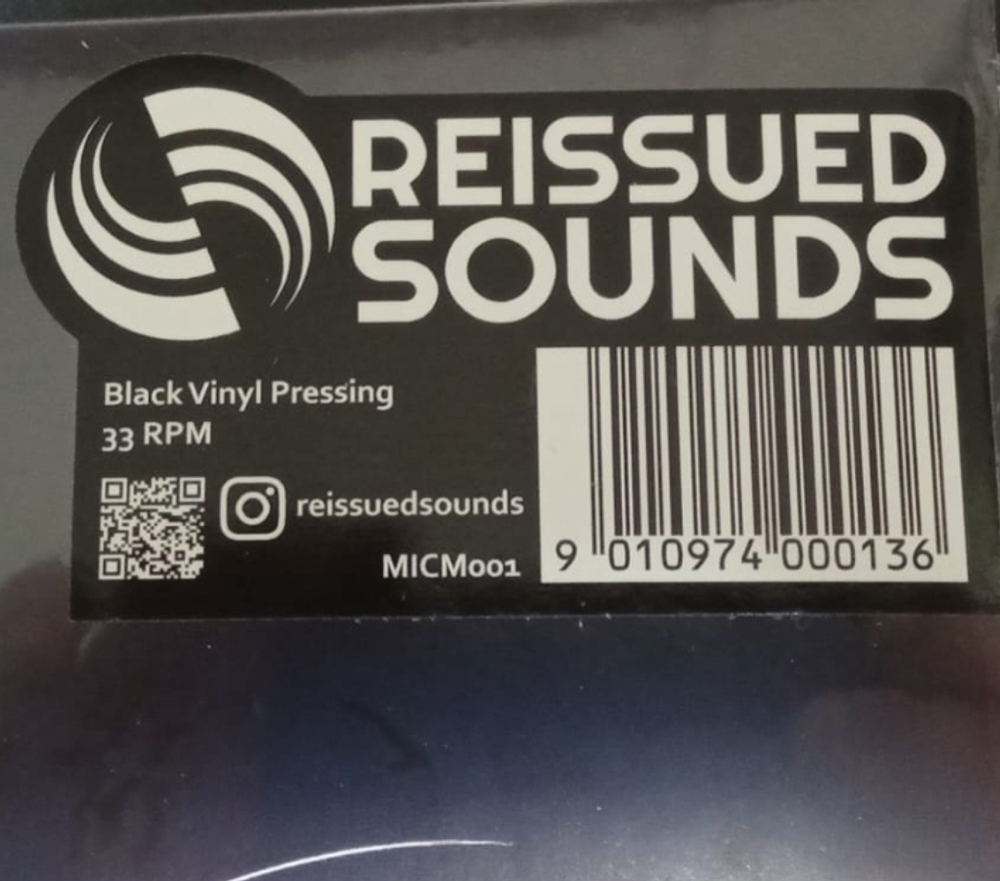 REISSUED
SOUNDS
Black Vinyl Pressing
33 RPM
reissuedsounds
MICM001
9 010974 000136